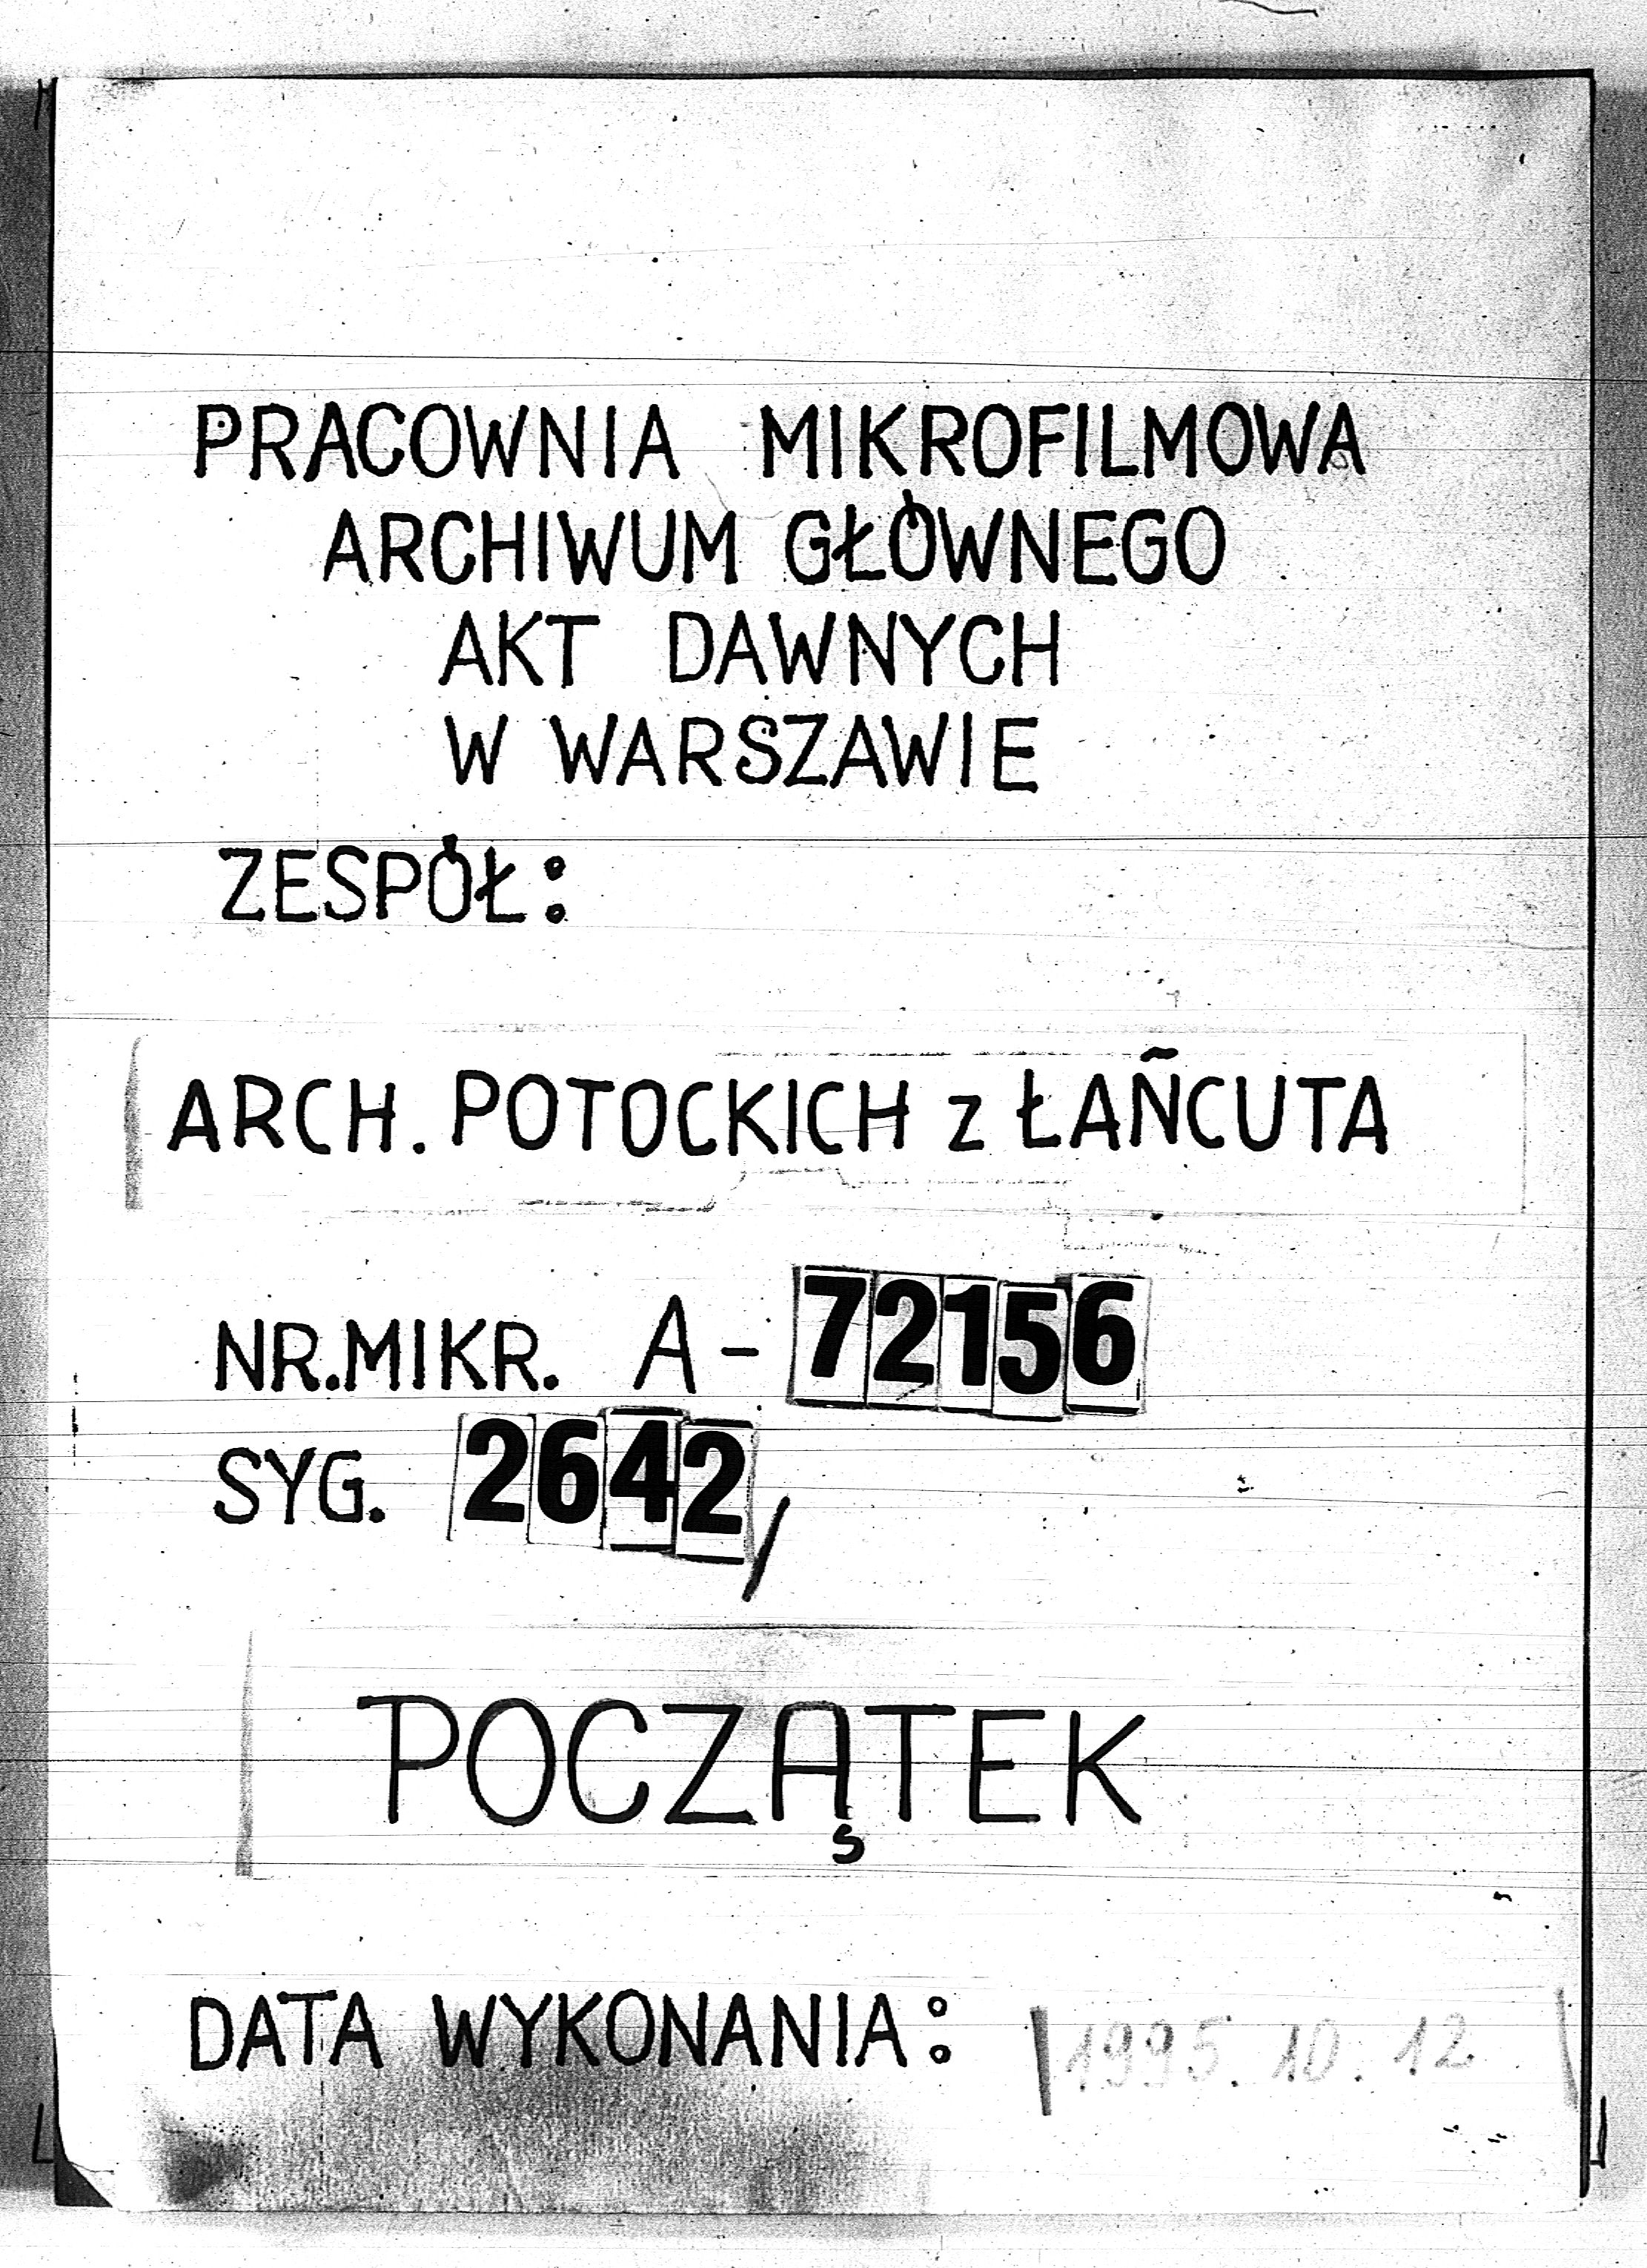 PRACOWNIA MIKROFILMOWA
ARCHIWUM GŁÓWNEGO
AKT DAWNYCH
W WARSZAWIE
ZESPÓŁ:
ARCH. POTOCKICH z ŁAŃCUTA
NR.MIKR. A-72156
SYG. 2642/
POCZĄTEK
DATA WYKONANIA: 1995.10.12